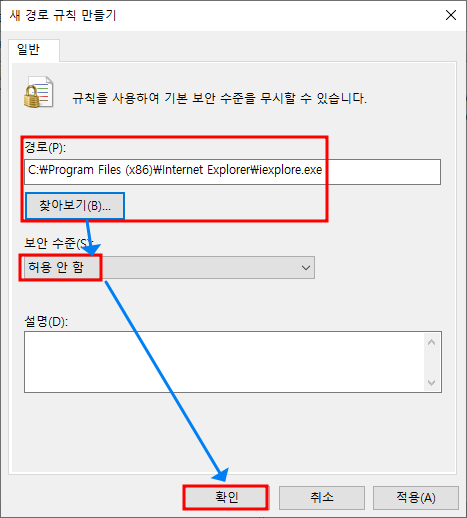 새 경로 규칙 만들기
일반
규칙을 사용하여 기본 보안 수준을 무시할 수 있습니다.
경로(P):
C:₩Program Files (x86)₩Internet Explorer₩iexplore.exe
찾아보기(B)...
보안 수준(S):
허용 안 함
설명(D):
확인
취소
적용(A)